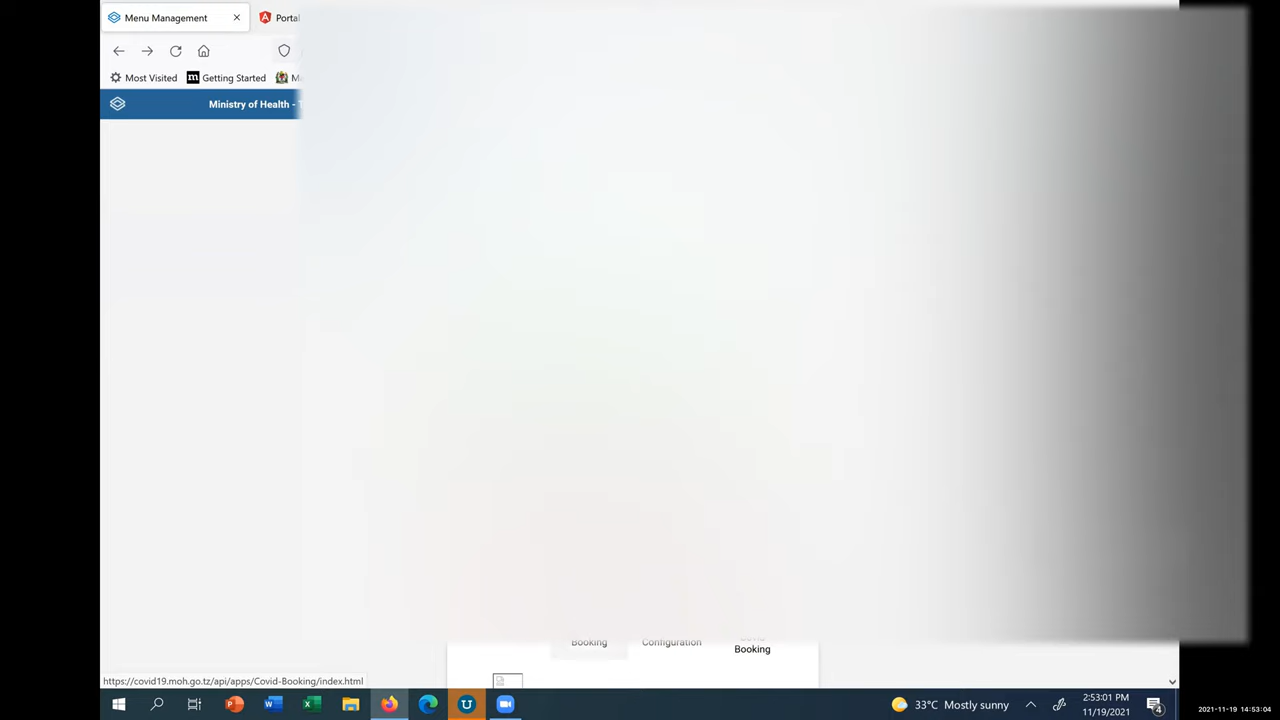 Menu Management
Portal
Most Visited
Getting Started
Ministry of Health -
Booking
Configuration
Booking
https://covid19.moh.go.tz/api/apps/Covid-Booking/index.html
33°C Mostly sunny
2:53:01 PM
11/19/2021
4
2021-11-19 14:53:04